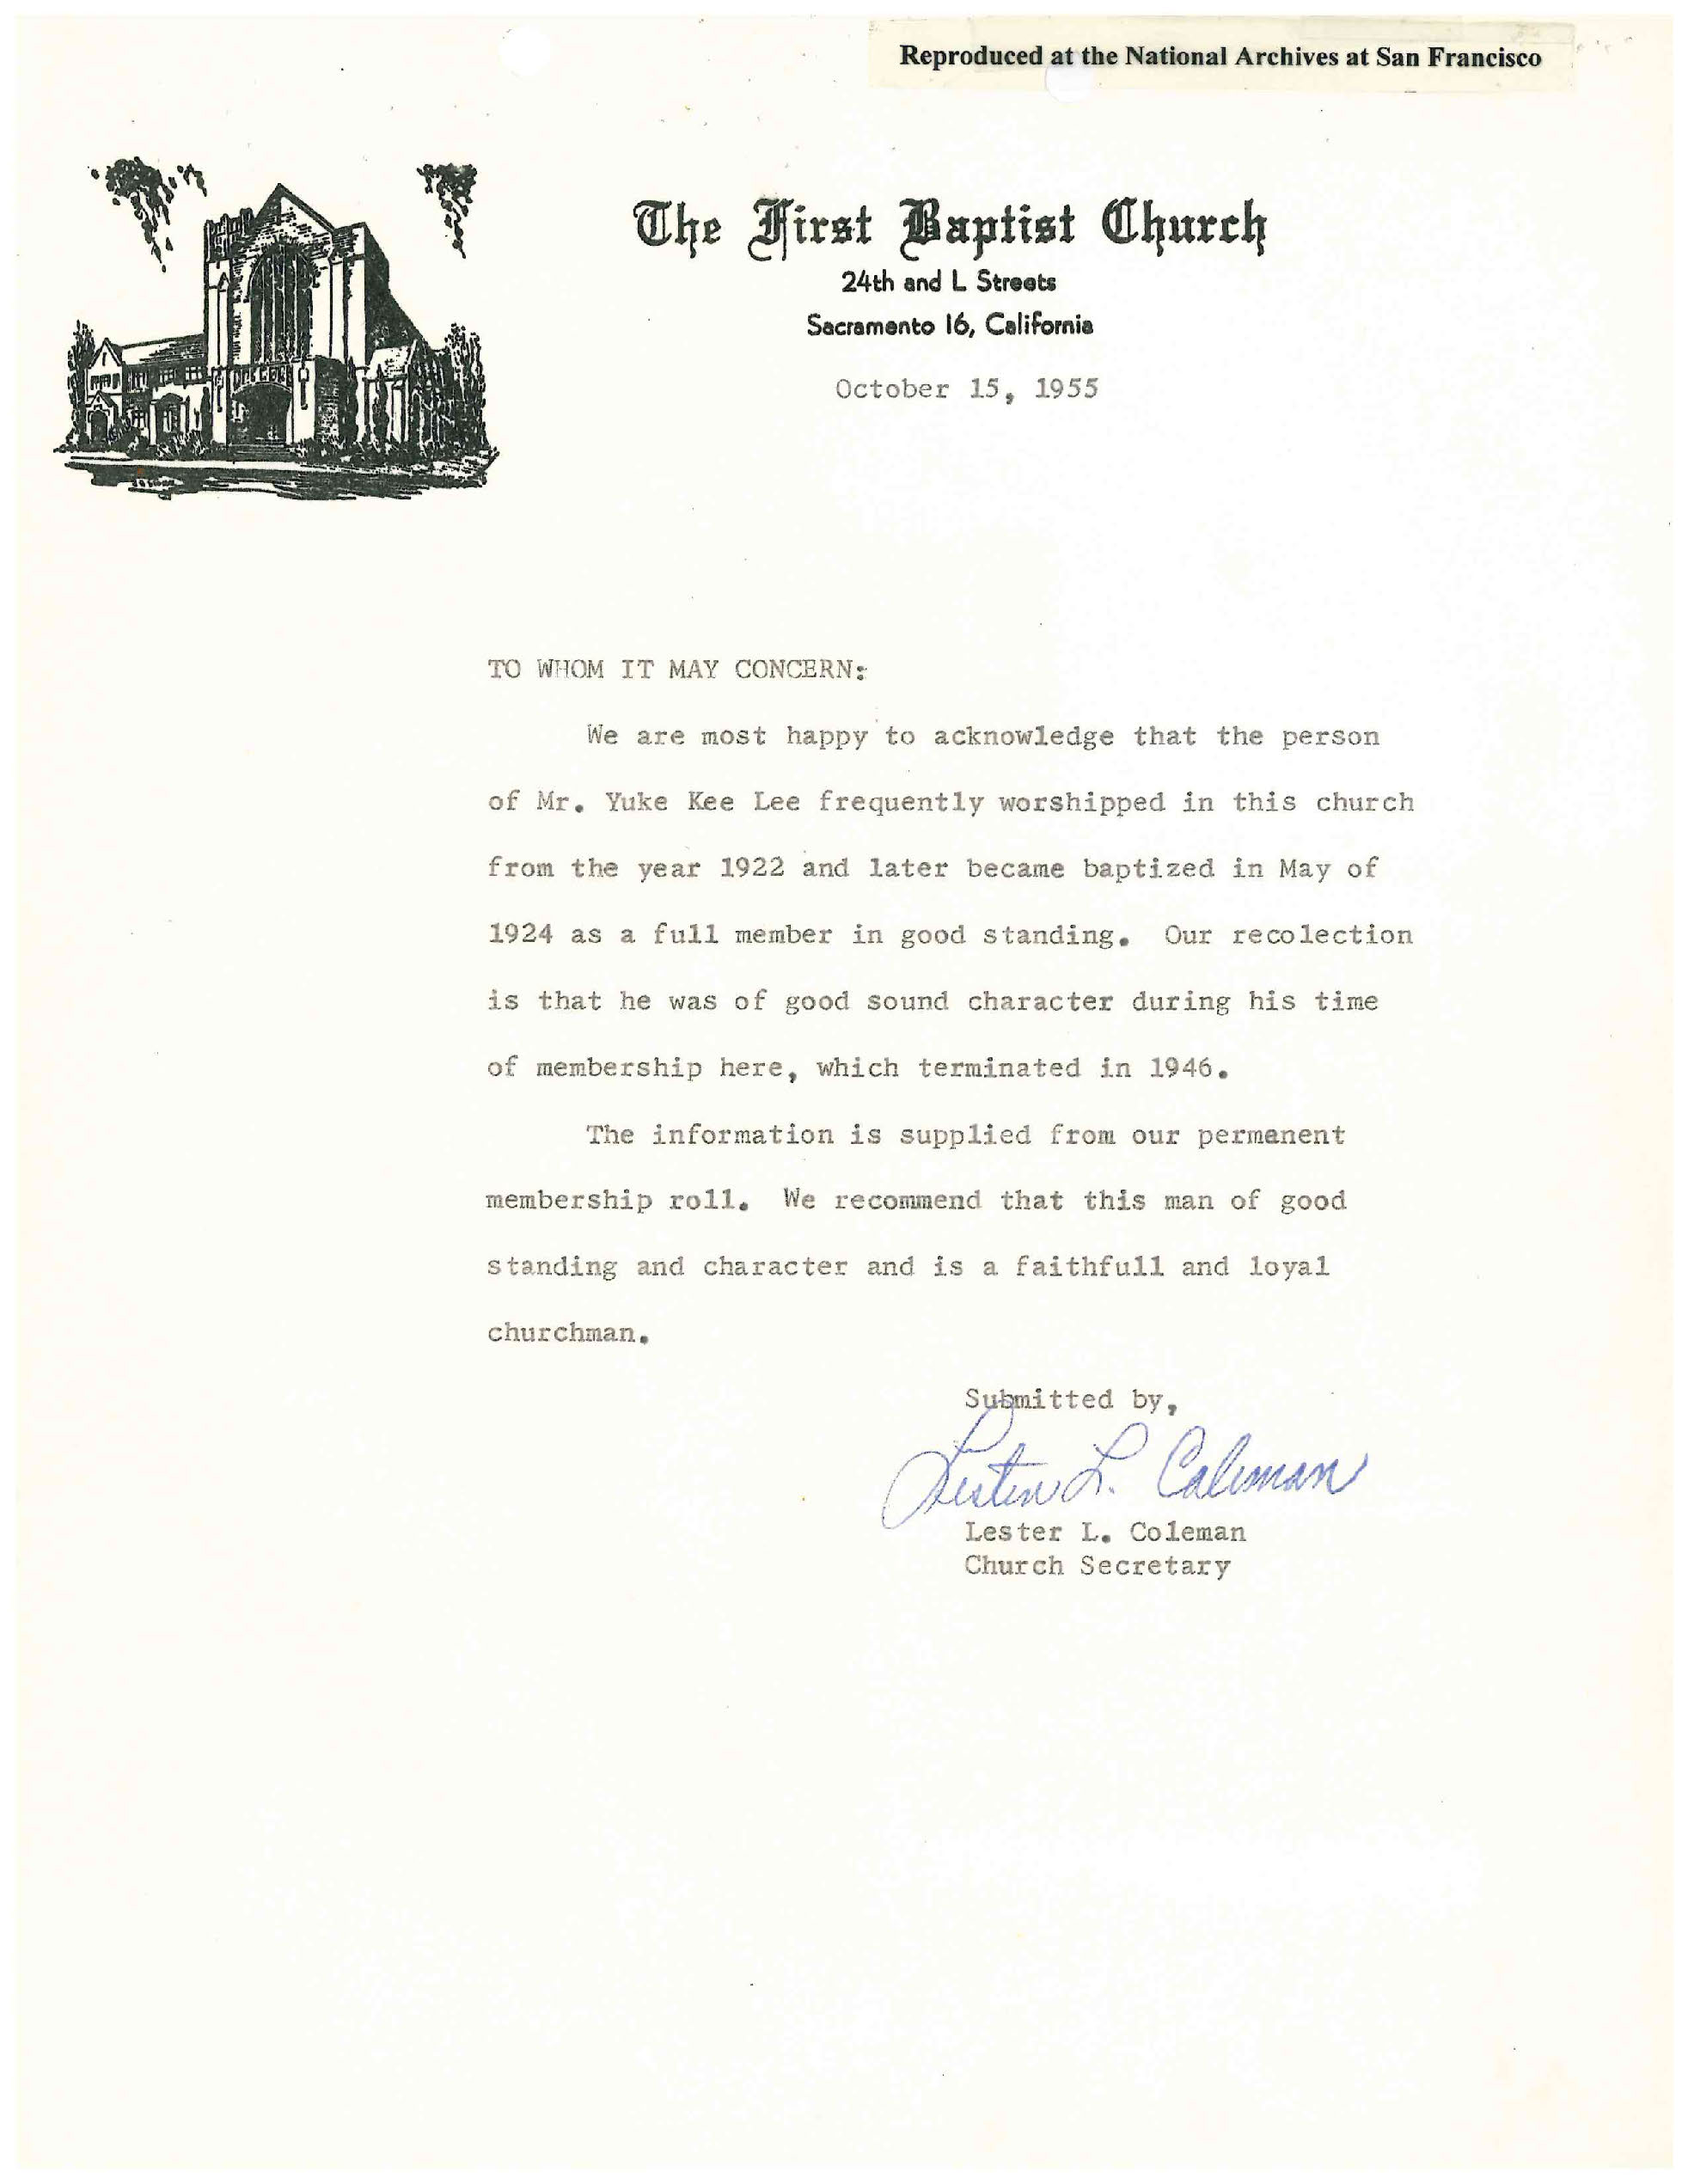 Reproduced at the National Archives at San Francisco
The First Baptist Church
24th and L Streets
Sacramento 16, California
October 15, 1955
TO WHOM IT MAY CONCERN:
We are most happy to acknowledge that the person
of Mr. Yuke Kee Lee frequently worshipped in this church
from the year 1922 and later became baptized in May of
1924 as a full member in good standing. Our recolection
is that he was of good sound character during his time
of membership here, which terminated in 1946.
The information is supplied from our permanent
membership roll. We recommend that this man of good
standing and character and is a faithfull and loyal
churchman.
Submitted by,
Lester L. Coleman
Lester L. Coleman
Church Secretary